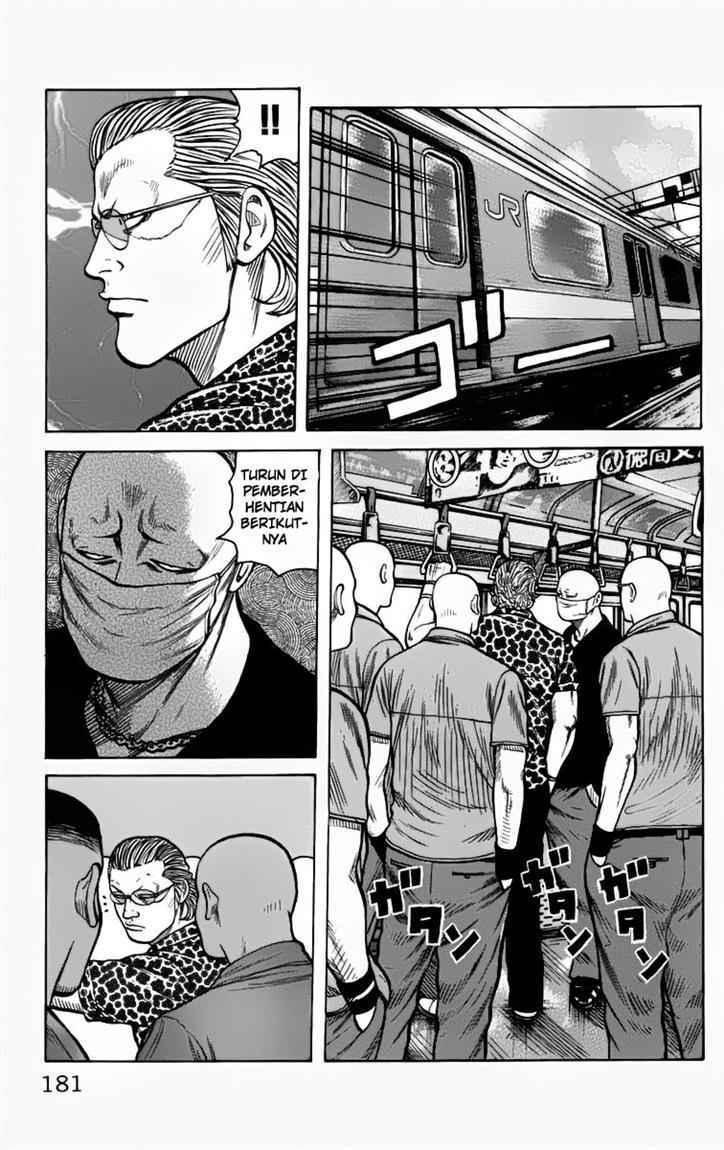 JR
ゴー
!!
TURUN DI
PEMBER-
HENTIAN
BERIKUT-
NYA
ガタン
ガタン
ガタン
181